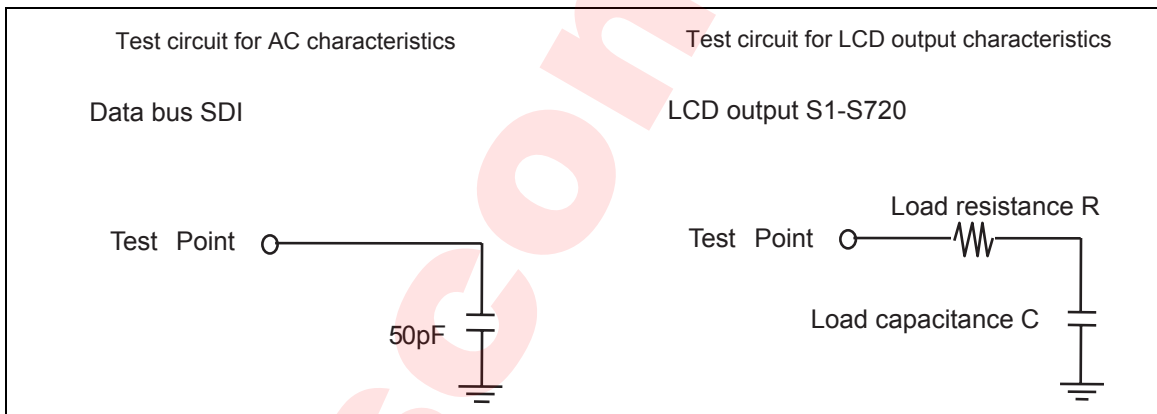 Test circuit for AC characteristics
Data bus SDI
Test Point
50pF
Test circuit for LCD output characteristics
LCD output S1-S720
Load resistance R
Test Point
Load capacitance C